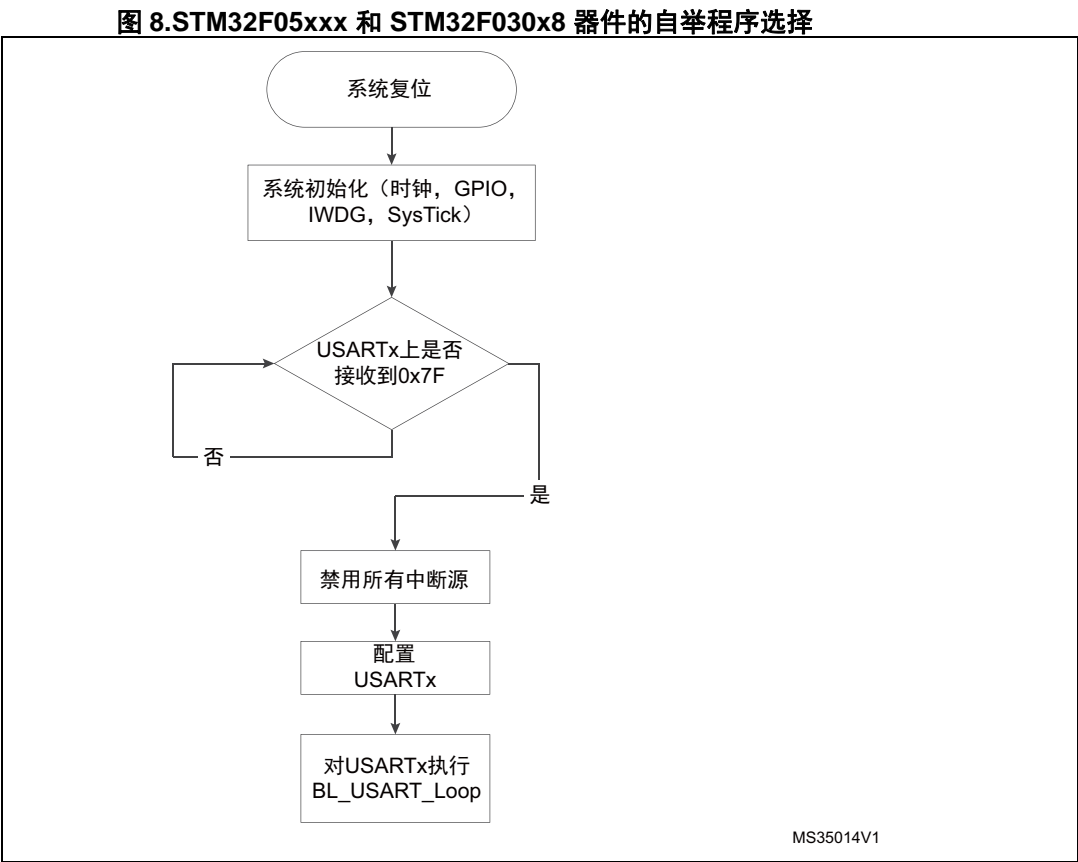 图 8.STM32F05xxx 和 STM32F030x8 器件的自举程序选择
系统复位
系统初始化（时钟，GPIO，
IWDG，SysTick）
USARTx上是否
接收到0x7F
否
是
禁用所有中断源
配置
USARTx
对USARTx执行
BL_USART_Loop
MS35014V1